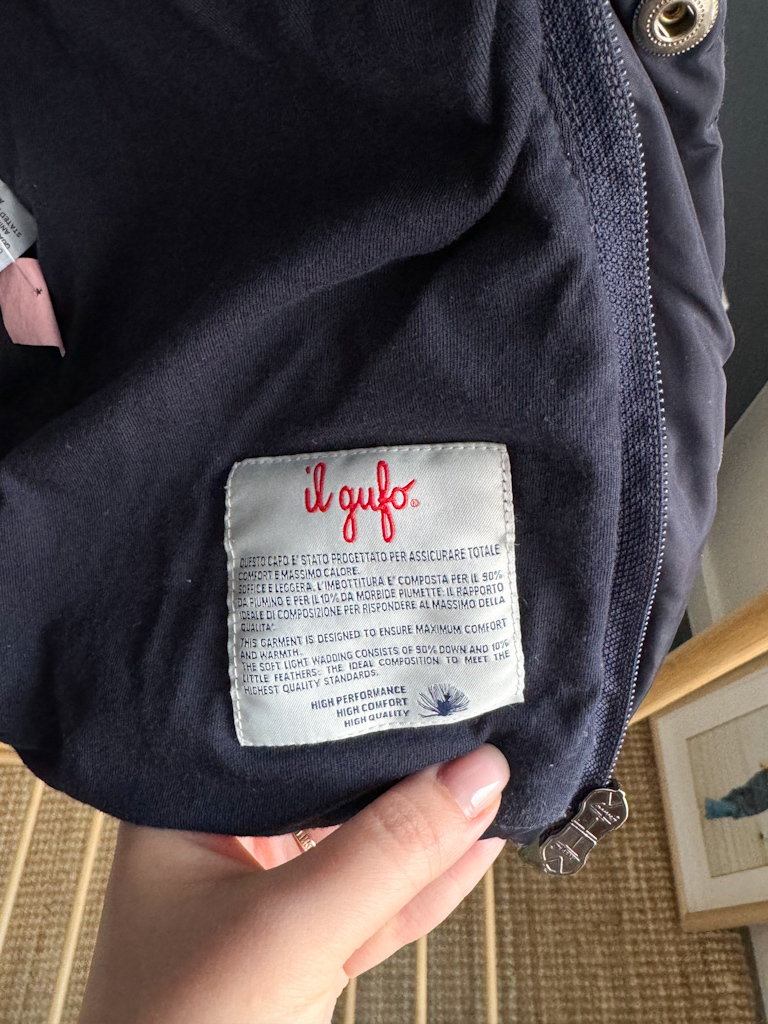 il gufo®
QUESTO CAPO E' STATO PROGETTATO PER ASSICURARE TOTALE
COMFORT E MASSIMO CALORE.
SOFFICE E LEGGERA. L'IMBOTTITURA E' COMPOSTA PER IL 90%
DA PIUMINO E PER IL 10% DA MORBIDE PIUMETTE: IL RAPPORTO
IDEALE DI COMPOSIZIONE PER RISPONDERE AL MASSIMO DELLA
QUALITA'.
THIS GARMENT IS DESIGNED TO ENSURE MAXIMUM COMFORT
AND WARMTH.
THE SOFT LIGHT WADDING CONSISTS OF 90% DOWN AND 10%
LITTLE FEATHERS: THE IDEAL COMPOSITION TO MEET THE
HIGHEST QUALITY STANDARDS.
HIGH PERFORMANCE
HIGH COMFORT
HIGH QUALITY
STATED